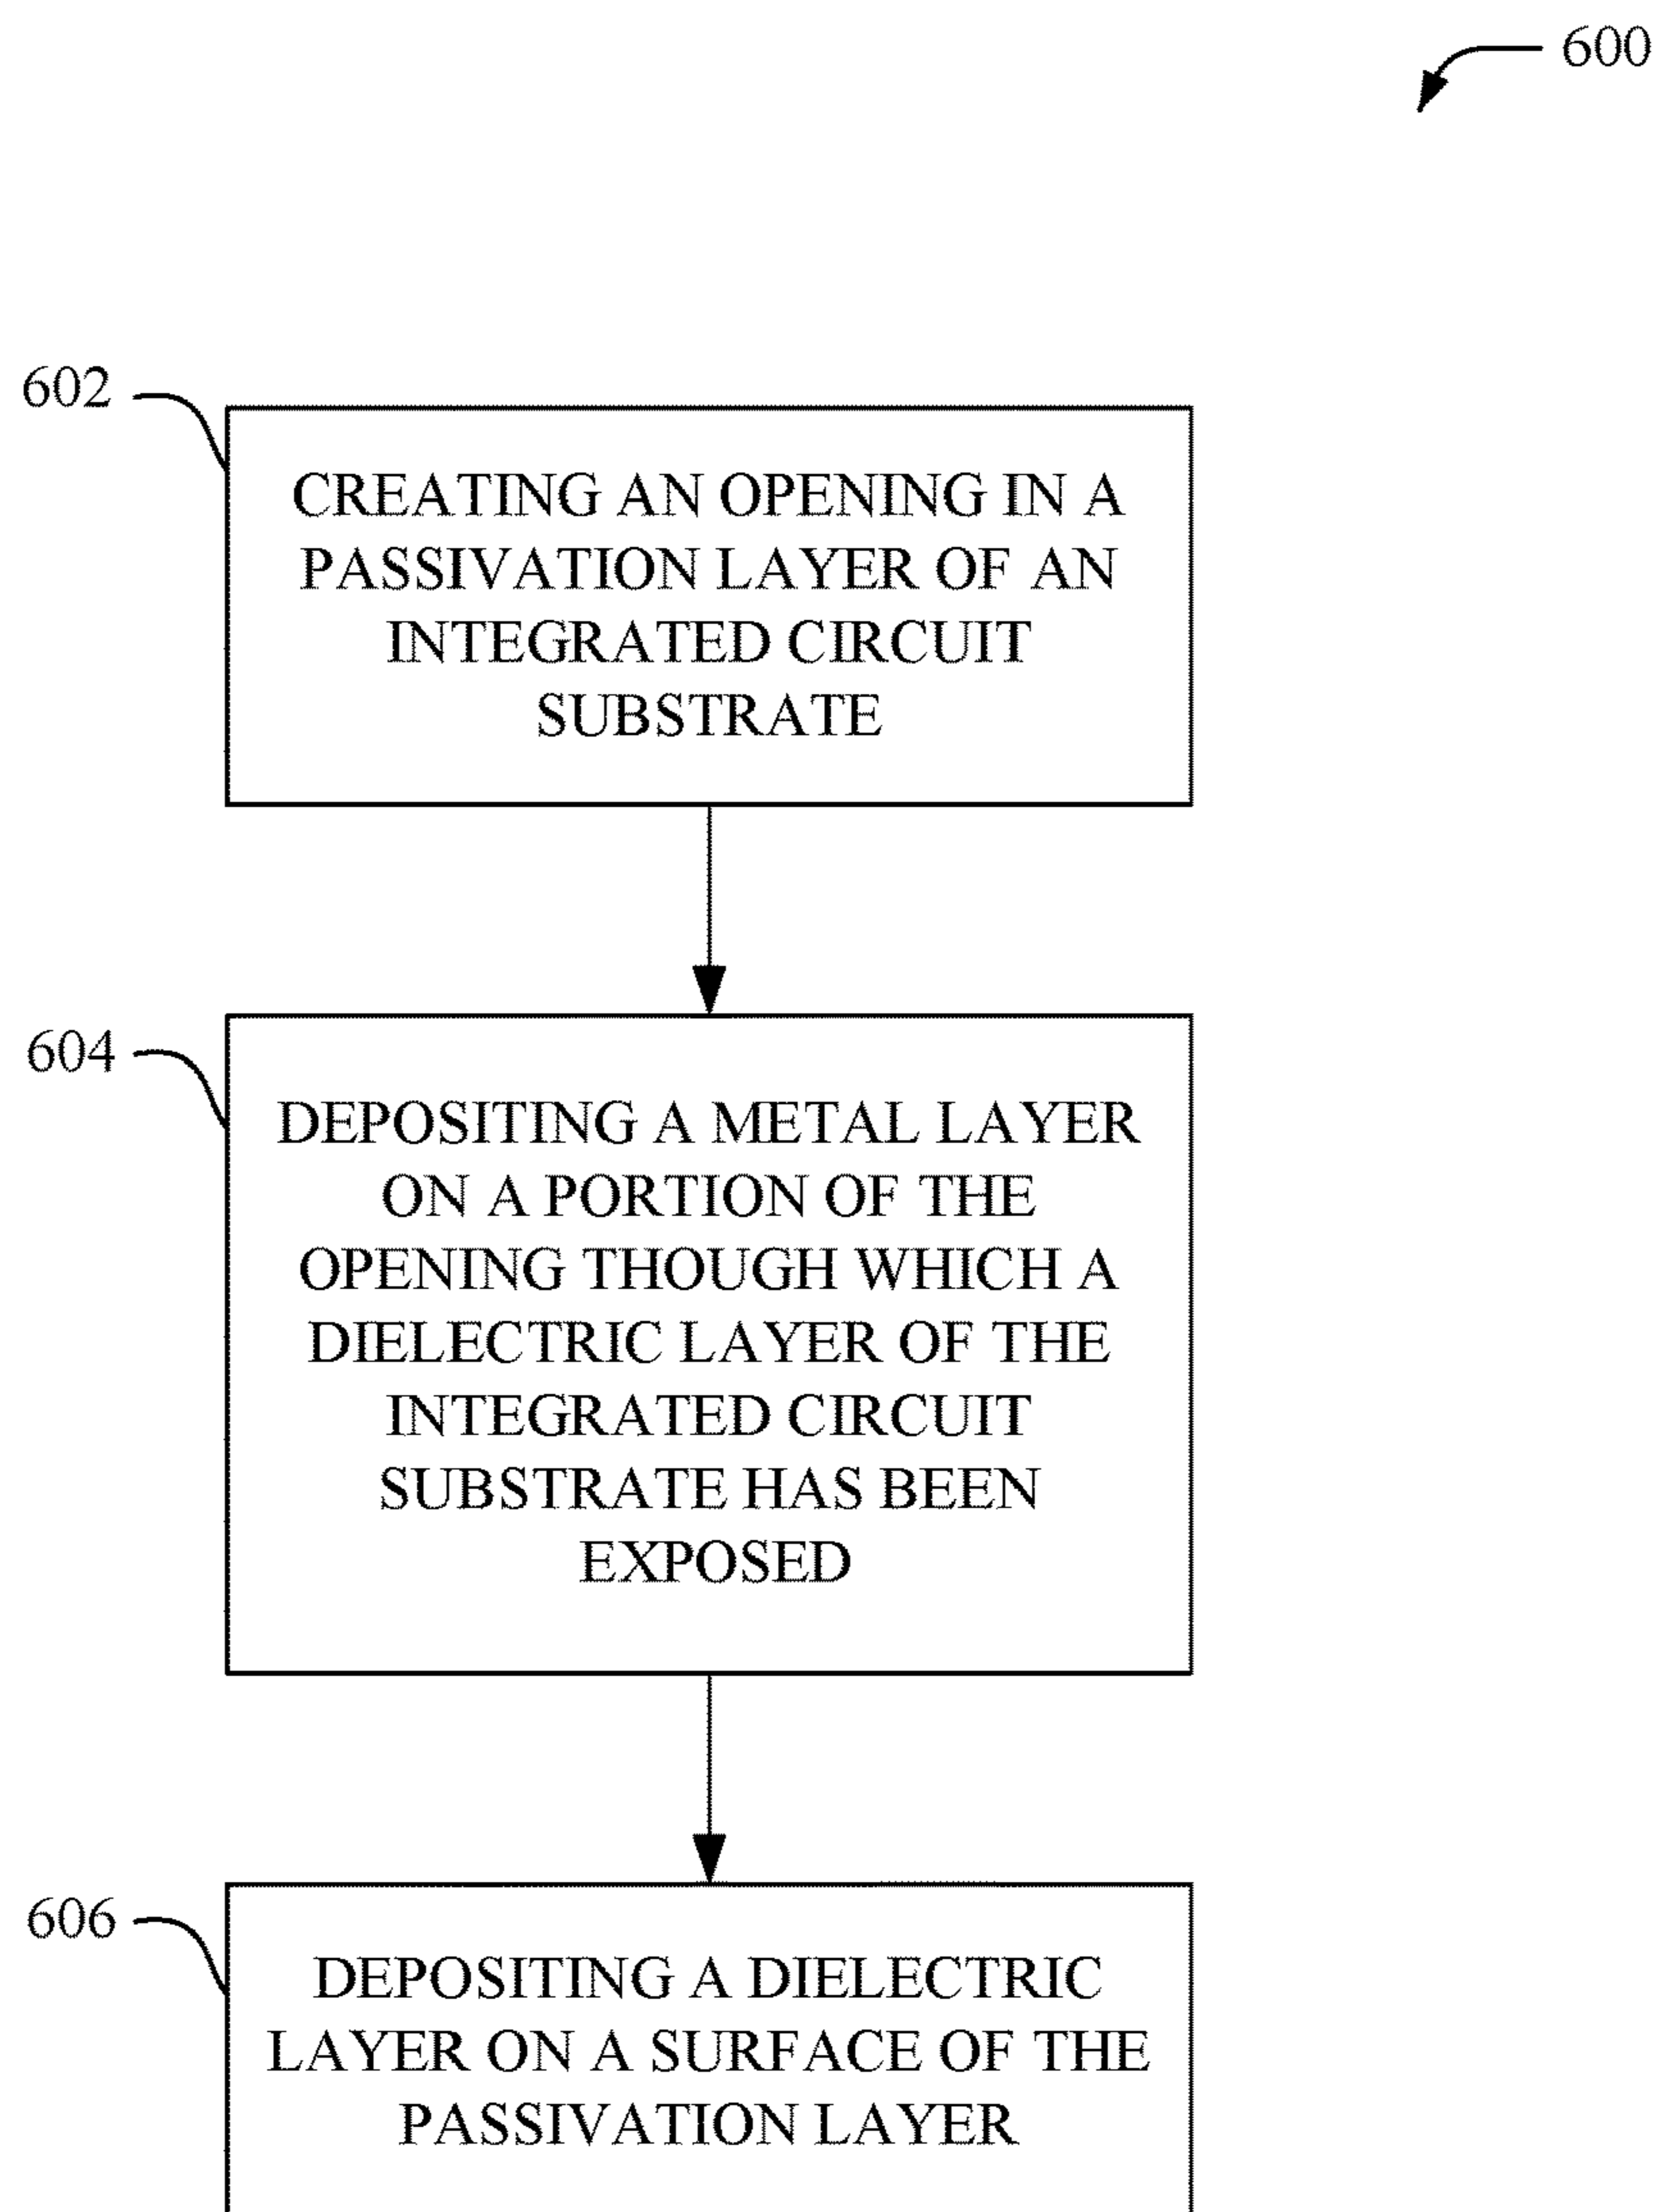 600
602
CREATING AN OPENING IN A
PASSIVATION LAYER OF AN
INTEGRATED CIRCUIT
SUBSTRATE
604
DEPOSITING A METAL LAYER
ON A PORTION OF THE
OPENING THOUGH WHICH A
DIELECTRIC LAYER OF THE
INTEGRATED CIRCUIT
SUBSTRATE HAS BEEN
EXPOSED
606
DEPOSITING A DIELECTRIC
LAYER ON A SURFACE OF THE
PASSIVATION LAYER